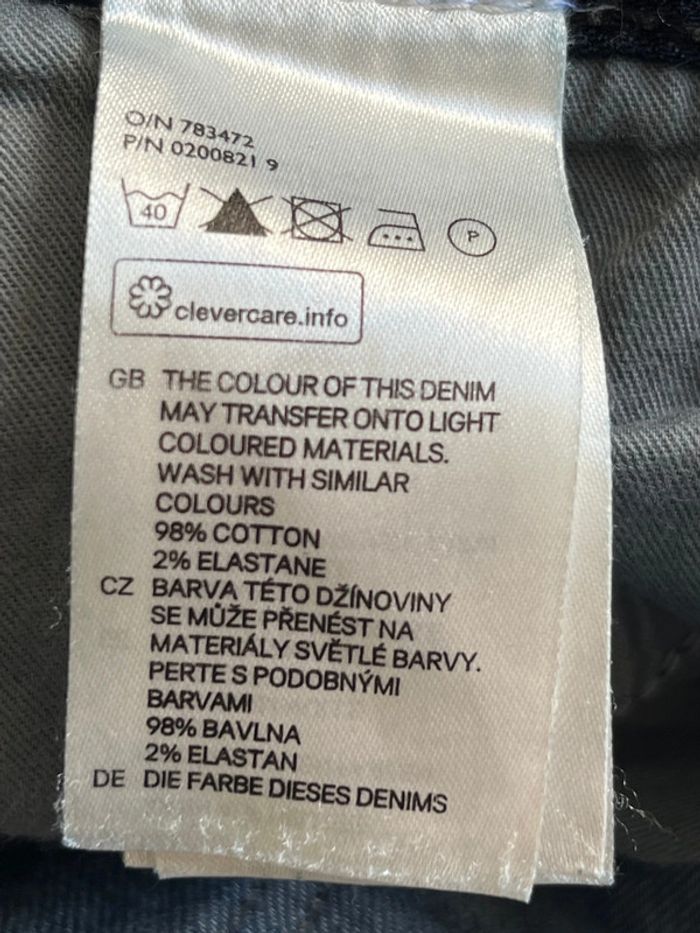 O/N 783472
P/N 0200821 9
40
P
clevercare.info
GB THE COLOUR OF THIS DENIM
MAY TRANSFER ONTO LIGHT
COLOURED MATERIALS.
WASH WITH SIMILAR
COLOURS
98% COTTON
2% ELASTANE
CZ BARVA TÉTO DŽÍNOVINY
SE MŮŽE PŘENÉST NA
MATERIÁLY SVĚTLÉ BARVY.
PERTE S PODOBNÝMI
BARVAMI
98% BAVLNA
2% ELASTAN
DE DIE FARBE DIESES DENIMS